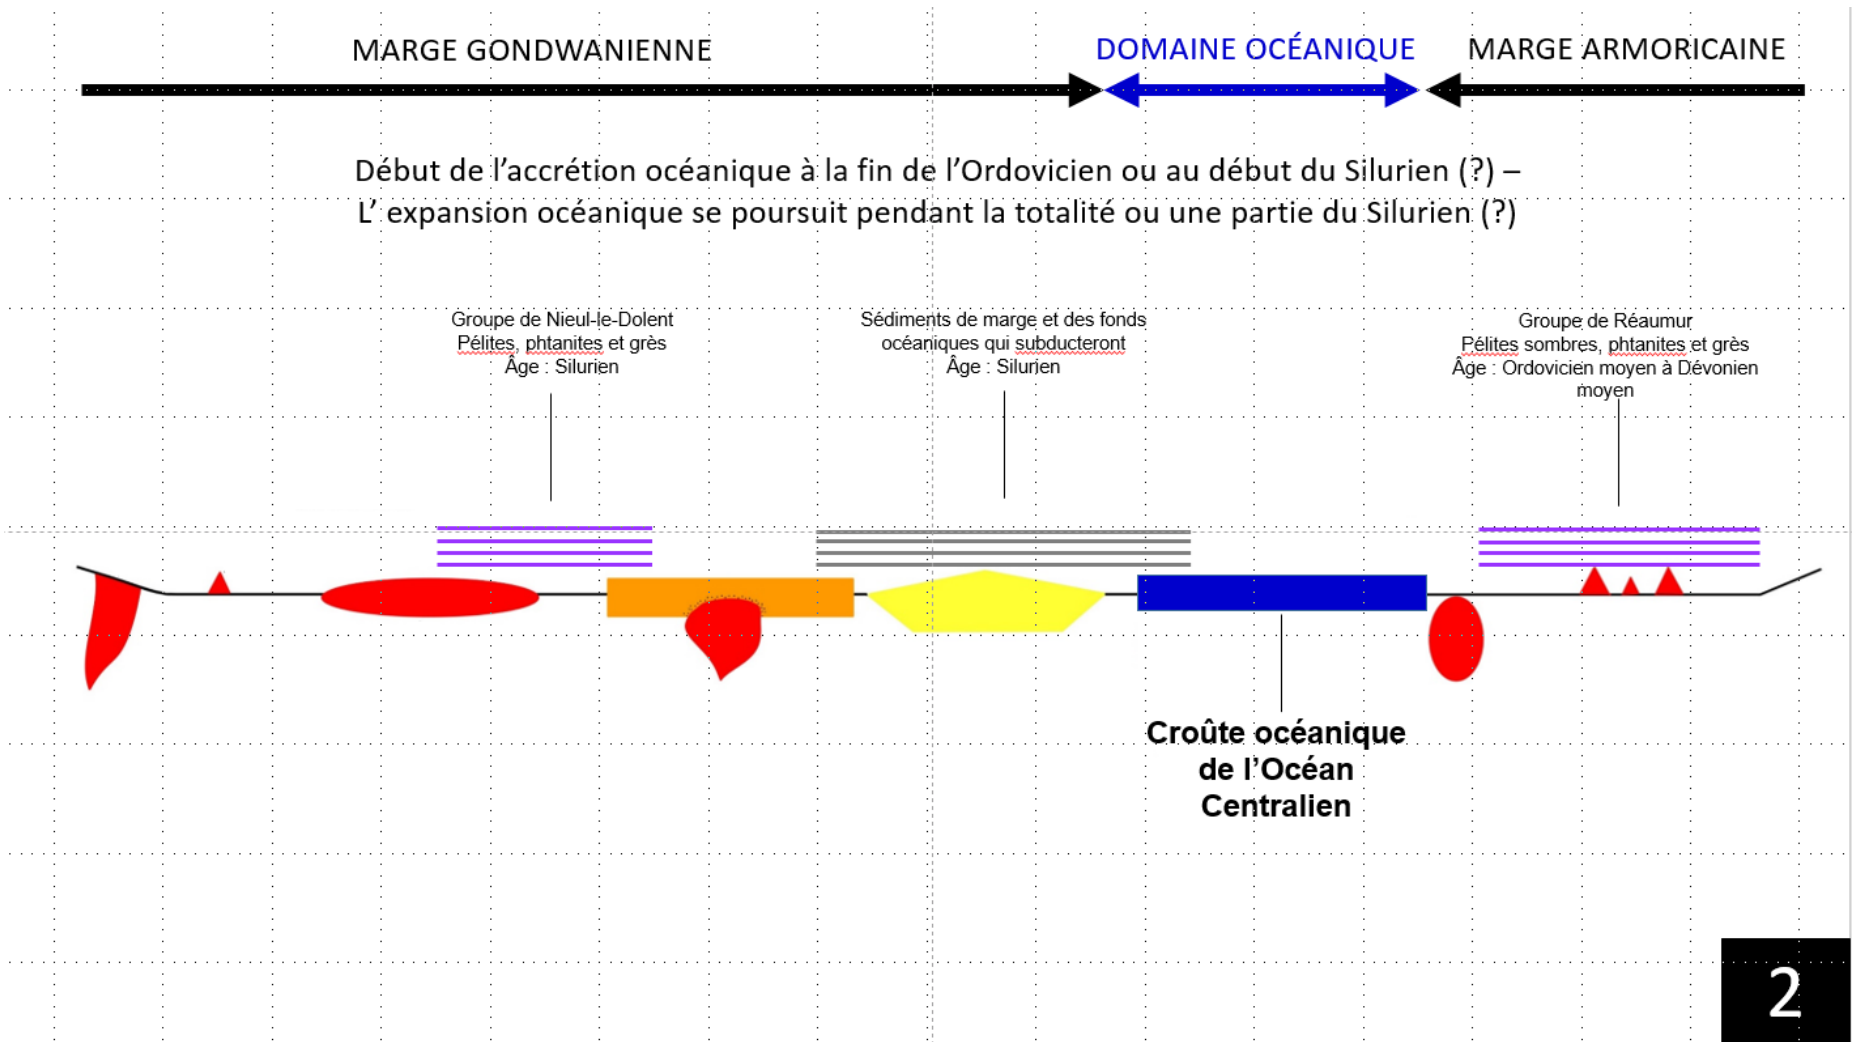 MARGE GONDWANIENNE
DOMAINE OCÉANIQUE
MARGE ARMORICAINE
Début de l’accrétion océanique à la fin de l’Ordovicien ou au début du Silurien (?) –
L’ expansion océanique se poursuit pendant la totalité ou une partie du Silurien (?)
Groupe de Nieul-le-Dolent
Pélites, phtanites et grès
Âge : Silurien
Sédiments de marge et des fonds
océaniques qui subducteront
Âge : Silurien
Groupe de Réaumur
Pélites sombres, phtanites et grès
Âge : Ordovicien moyen à Dévonien
moyen
Croûte océanique
de l’Océan
Centralien
2